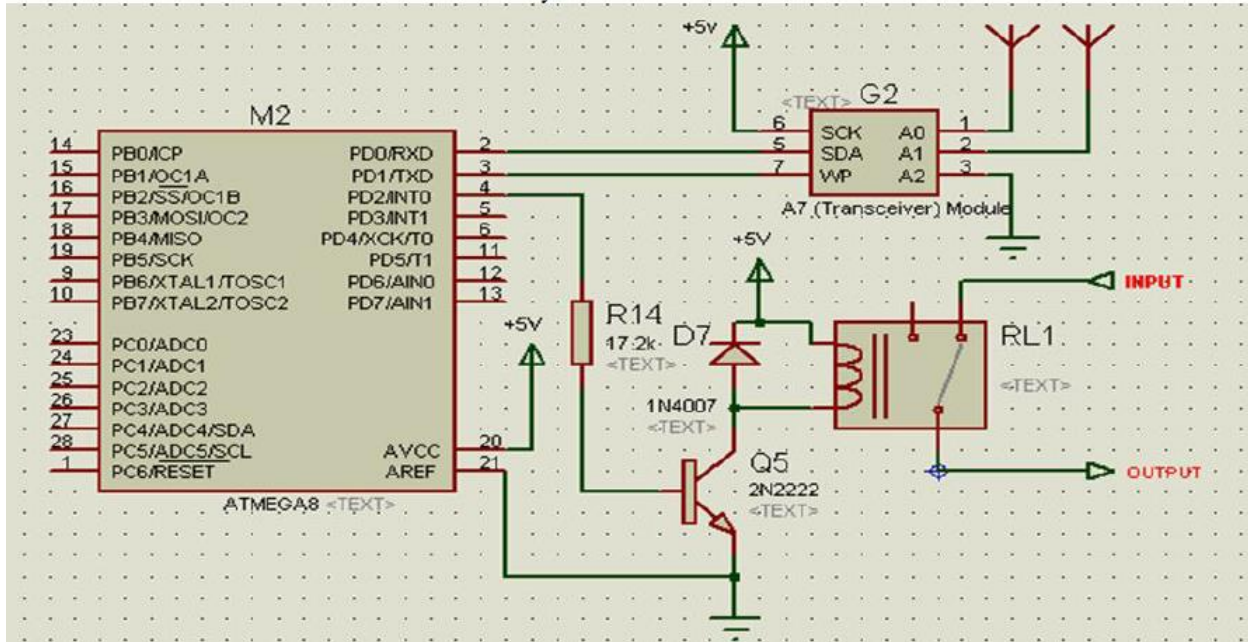 +5v
<TEXT> G2
6 SCK A0 1
5 SDA A1 2
7 WP A2 3
A7 (Transceiver) Module
M2
14 PB0/ICP PD0/RXD 2
15 PB1/OC1A PD1/TXD 3
16 PB2/SS/OC1B PD2/INT0 4
17 PB3/MOSI/OC2 PD3/INT1 5
18 PB4/MISO PD4/XCK/T0 6
19 PB5/SCK PD5/T1 11
9 PB6/XTAL1/TOSC1 PD6/AIN0 12
10 PB7/XTAL2/TOSC2 PD7/AIN1 13
23 PC0/ADC0
24 PC1/ADC1
25 PC2/ADC2
26 PC3/ADC3
27 PC4/ADC4/SDA
28 PC5/ADC5/SCL AVCC 20
1 PC6/RESET AREF 21
ATMEGA8 <TEXT>
+5V
R14
17.2k
<TEXT>
+5V
D7
1N4007
<TEXT>
INPUT
RL1
<TEXT>
OUTPUT
Q5
2N2222
<TEXT>